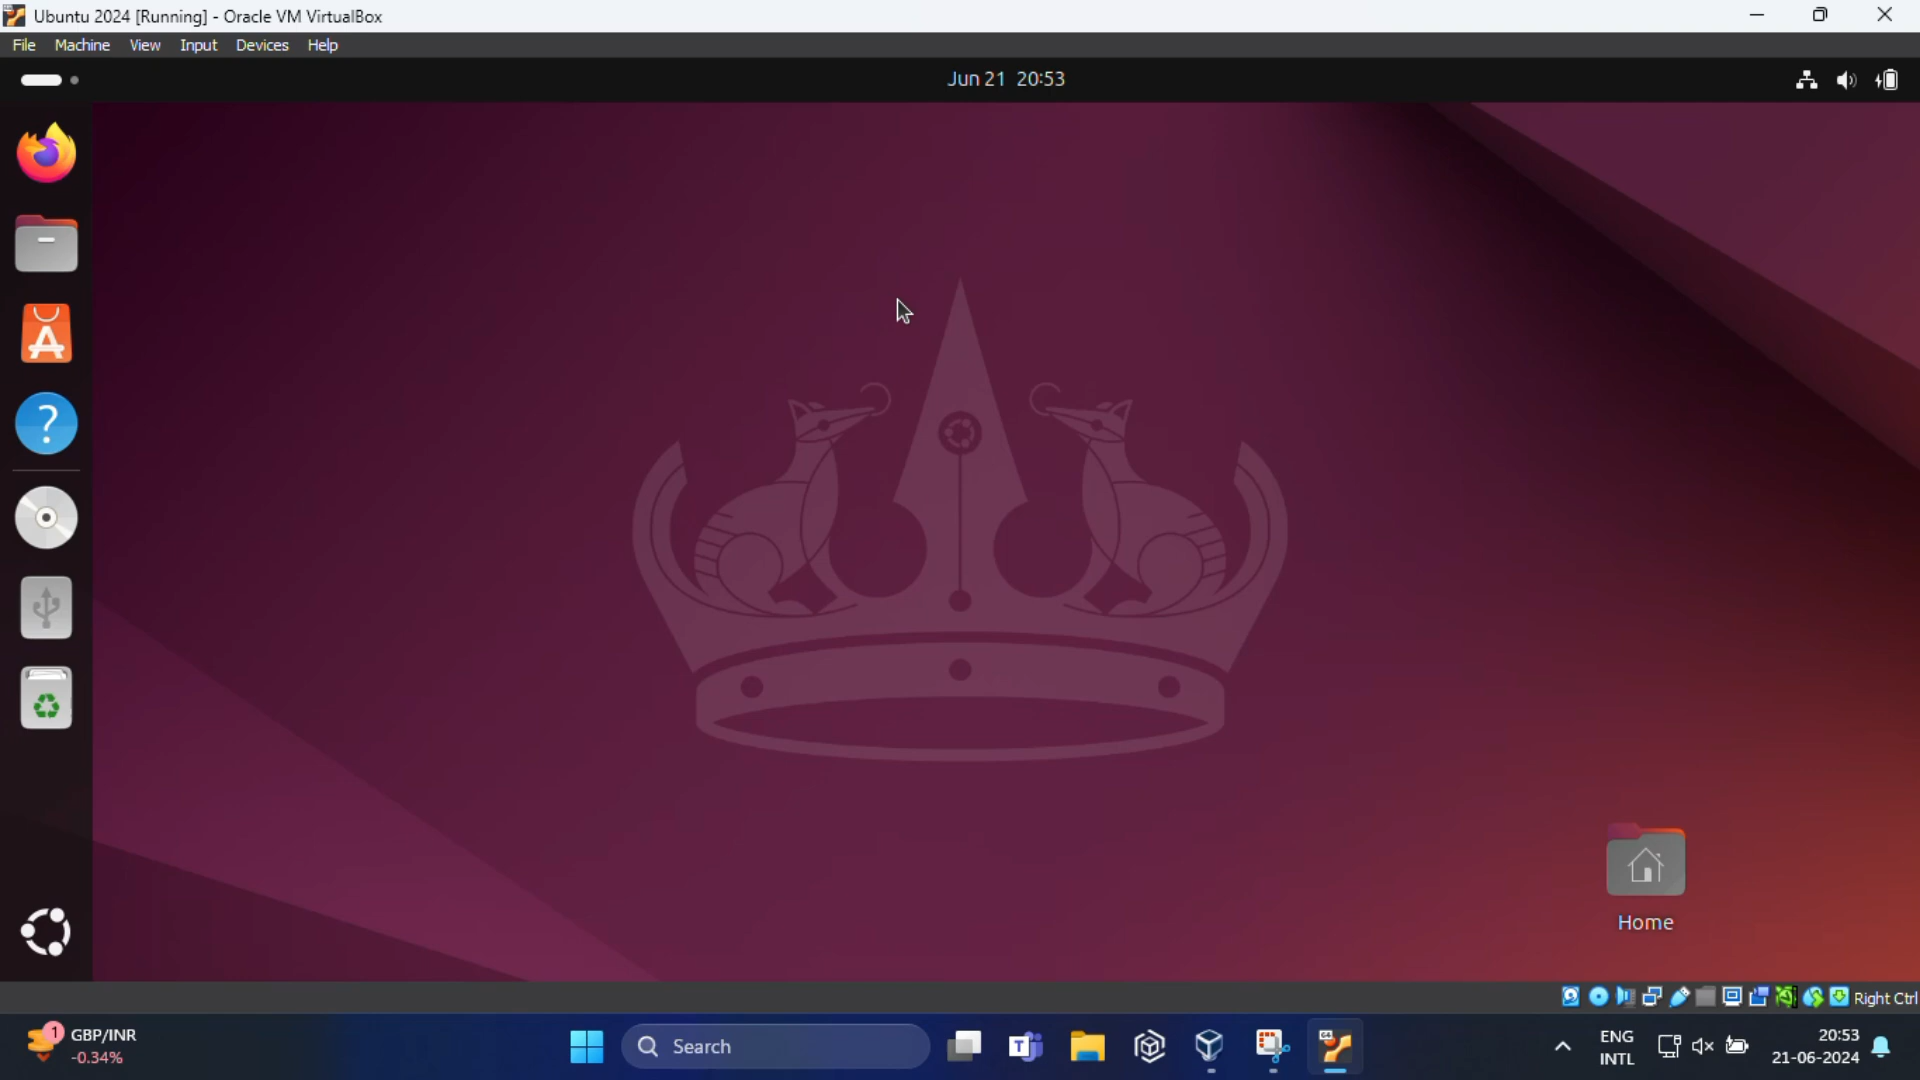 Ubuntu 2024 [Running] - Oracle VM VirtualBox
File Machine View Input Devices Help
Jun 21 20:53
Home
Right Ctrl
1 GBP/INR
-0.34%
Search
ENG
INTL
20:53
21-06-2024